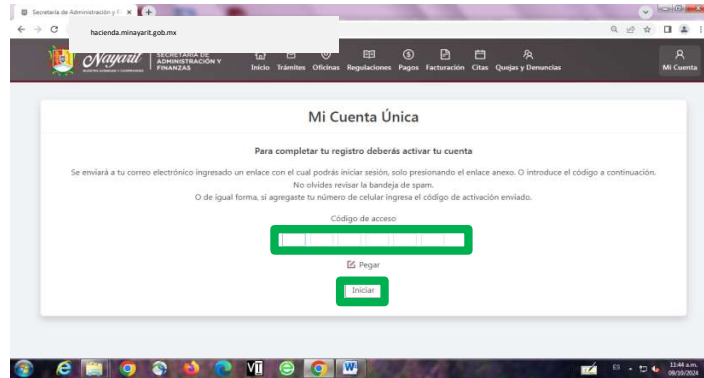 Secretaría de Administración y F
hacienda.minayarit.gob.mx
Nayarit
SECRETARÍA DE
ADMINISTRACIÓN Y
FINANZAS
Inicio Trámites Oficinas Regulaciones Pagos Facturación Citas Quejas y Denuncias
Mi Cuenta
Mi Cuenta Única
Para completar tu registro deberás activar tu cuenta
Se enviará a tu correo electrónico ingresado un enlace con el cual podrás iniciar sesión, solo presionando el enlace anexo. O introduce el código a continuación.
No olvides revisar la bandeja de spam.
O de igual forma, si agregaste tu número de celular ingresa el código de activación enviado.
Código de acceso
Pegar
Iniciar
ES
11:44 a.m.
09/10/2024